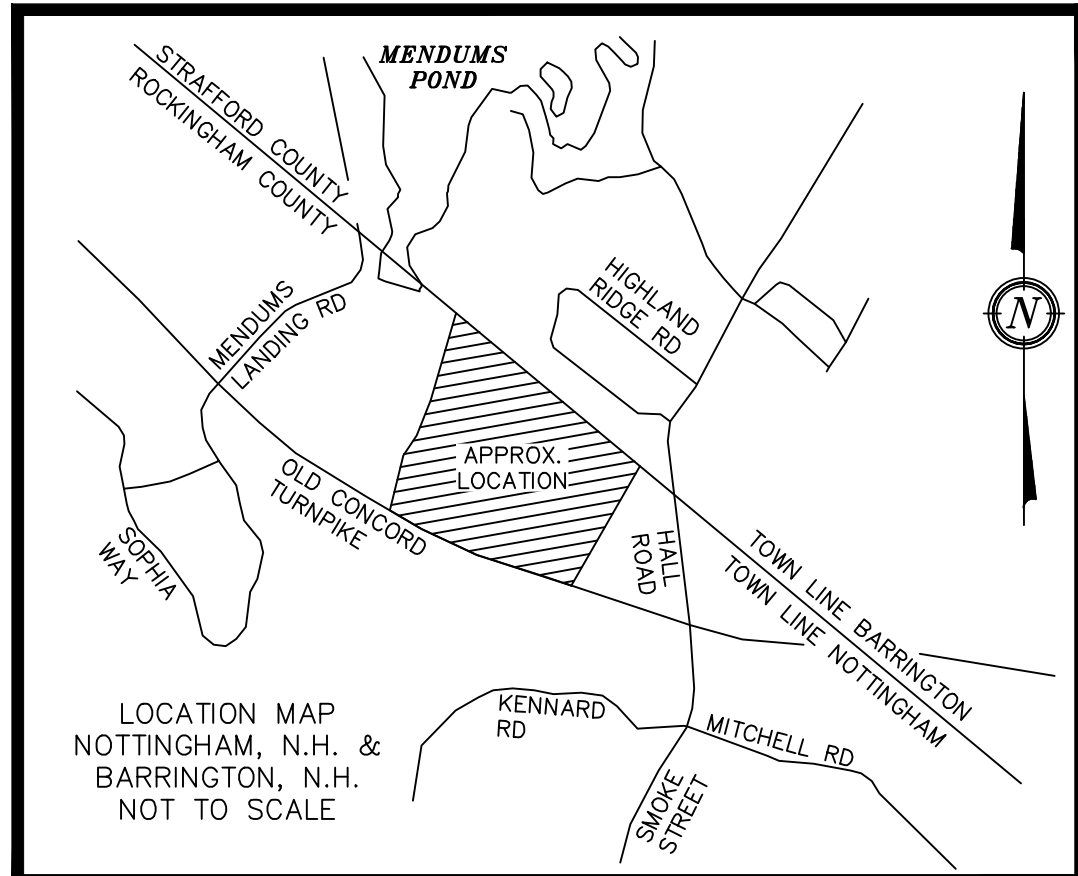 MENDUMS
POND
STRAFFORD COUNTY
ROCKINGHAM COUNTY
HIGHLAND
RIDGE RD
N
MENDUMS
LANDING RD
APPROX.
LOCATION
OLD CONCORD
TURNPIKE
SOPHIA
WAY
HALL
ROAD
TOWN LINE BARRINGTON
TOWN LINE NOTTINGHAM
KENNARD
RD
MITCHELL RD
SMOKE
STREET
LOCATION MAP
NOTTINGHAM, N.H. &
BARRINGTON, N.H.
NOT TO SCALE